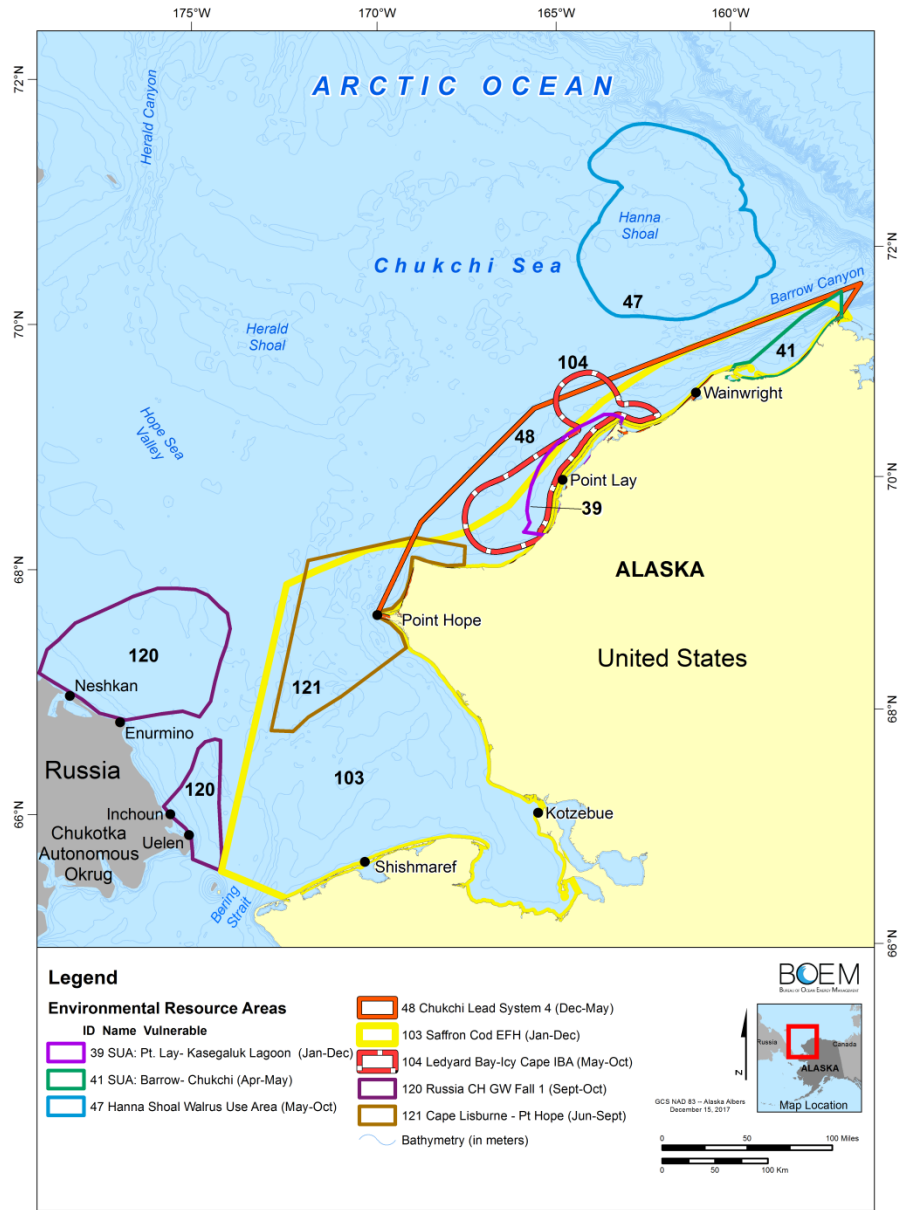 175°W
170°W
165°W
160°W
72°N
72°N
70°N
70°N
68°N
68°N
66°N
66°N
ARCTIC OCEAN
Herald Canyon
Hanna
Shoal
Chukchi Sea
47
Barrow Canyon
Herald
Shoal
104
41
Wainwright
Hope Sea
Valley
48
Point Lay
39
ALASKA
United States
Point Hope
120
121
Neshkan
Enurmino
Russia
120
103
Inchoun
Uelen
Chukotka
Autonomous
Okrug
Kotzebue
Shishmaref
Bering
Strait
Legend
Environmental Resource Areas
ID Name Vulnerable
39 SUA: Pt. Lay- Kasegaluk Lagoon (Jan-Dec)
41 SUA: Barrow- Chukchi (Apr-May)
47 Hanna Shoal Walrus Use Area (May-Oct)
48 Chukchi Lead System 4 (Dec-May)
103 Saffron Cod EFH (Jan-Dec)
104 Ledyard Bay-Icy Cape IBA (May-Oct)
120 Russia CH GW Fall 1 (Sept-Oct)
121 Cape Lisburne - Pt Hope (Jun-Sept)
Bathymetry (in meters)
BOEM
BUREAU OF OCEAN ENERGY MANAGEMENT
Russia
Canada
ALASKA
Map Location
Z
GCS NAD 83 -- Alaska Albers
December 15, 2017
0 50 100 Miles
0 50 100 Km